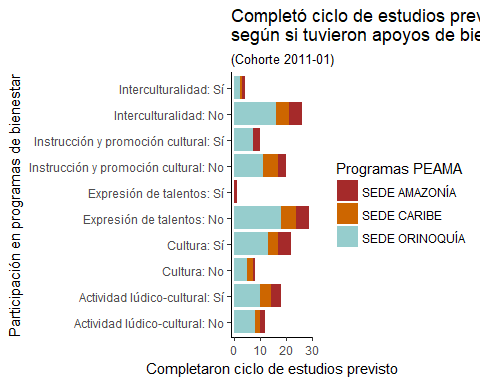 Completó ciclo de estudios prev
según si tuvieron apoyos de bie
(Cohorte 2011-01)
Participación en programas de bienestar
Interculturalidad: Sí
Interculturalidad: No
Instrucción y promoción cultural: Sí
Instrucción y promoción cultural: No
Expresión de talentos: Sí
Expresión de talentos: No
Cultura: Sí
Cultura: No
Actividad lúdico-cultural: Sí
Actividad lúdico-cultural: No
0 10 20 30
Completaron ciclo de estudios previsto
Programas PEAMA
SEDE AMAZONÍA
SEDE CARIBE
SEDE ORINOQUÍA